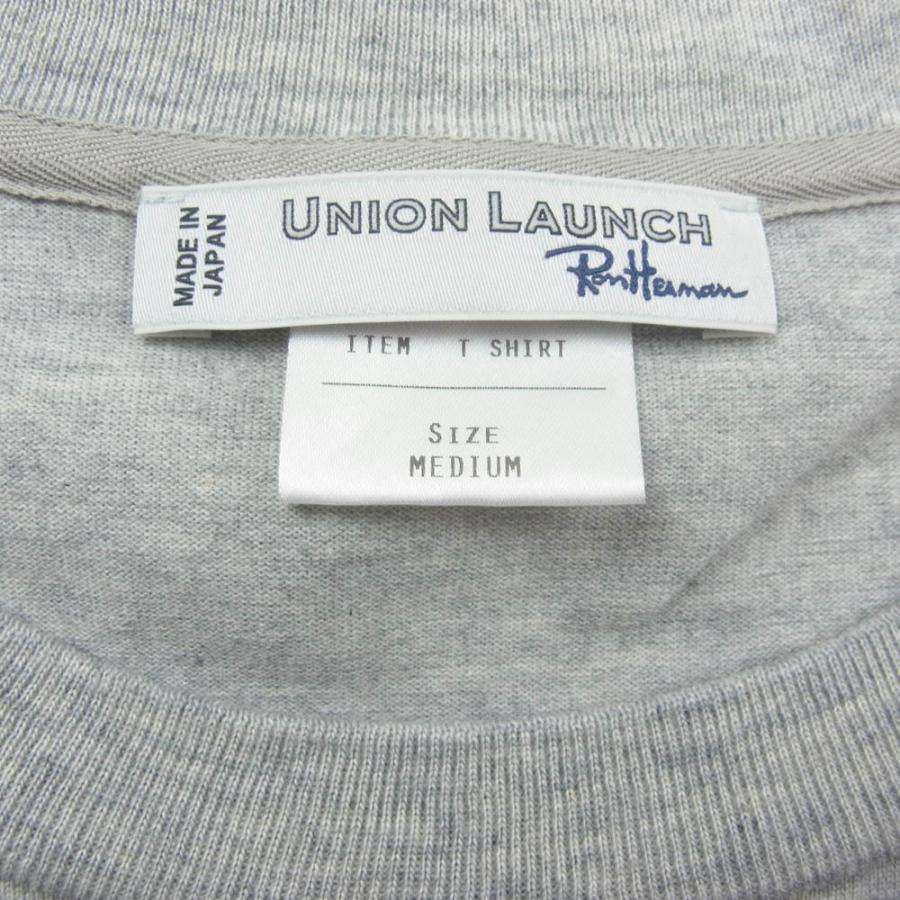 MADE IN
JAPAN
UNION LAUNCH
Ron Herman
ITEM T SHIRT
SIZE
MEDIUM